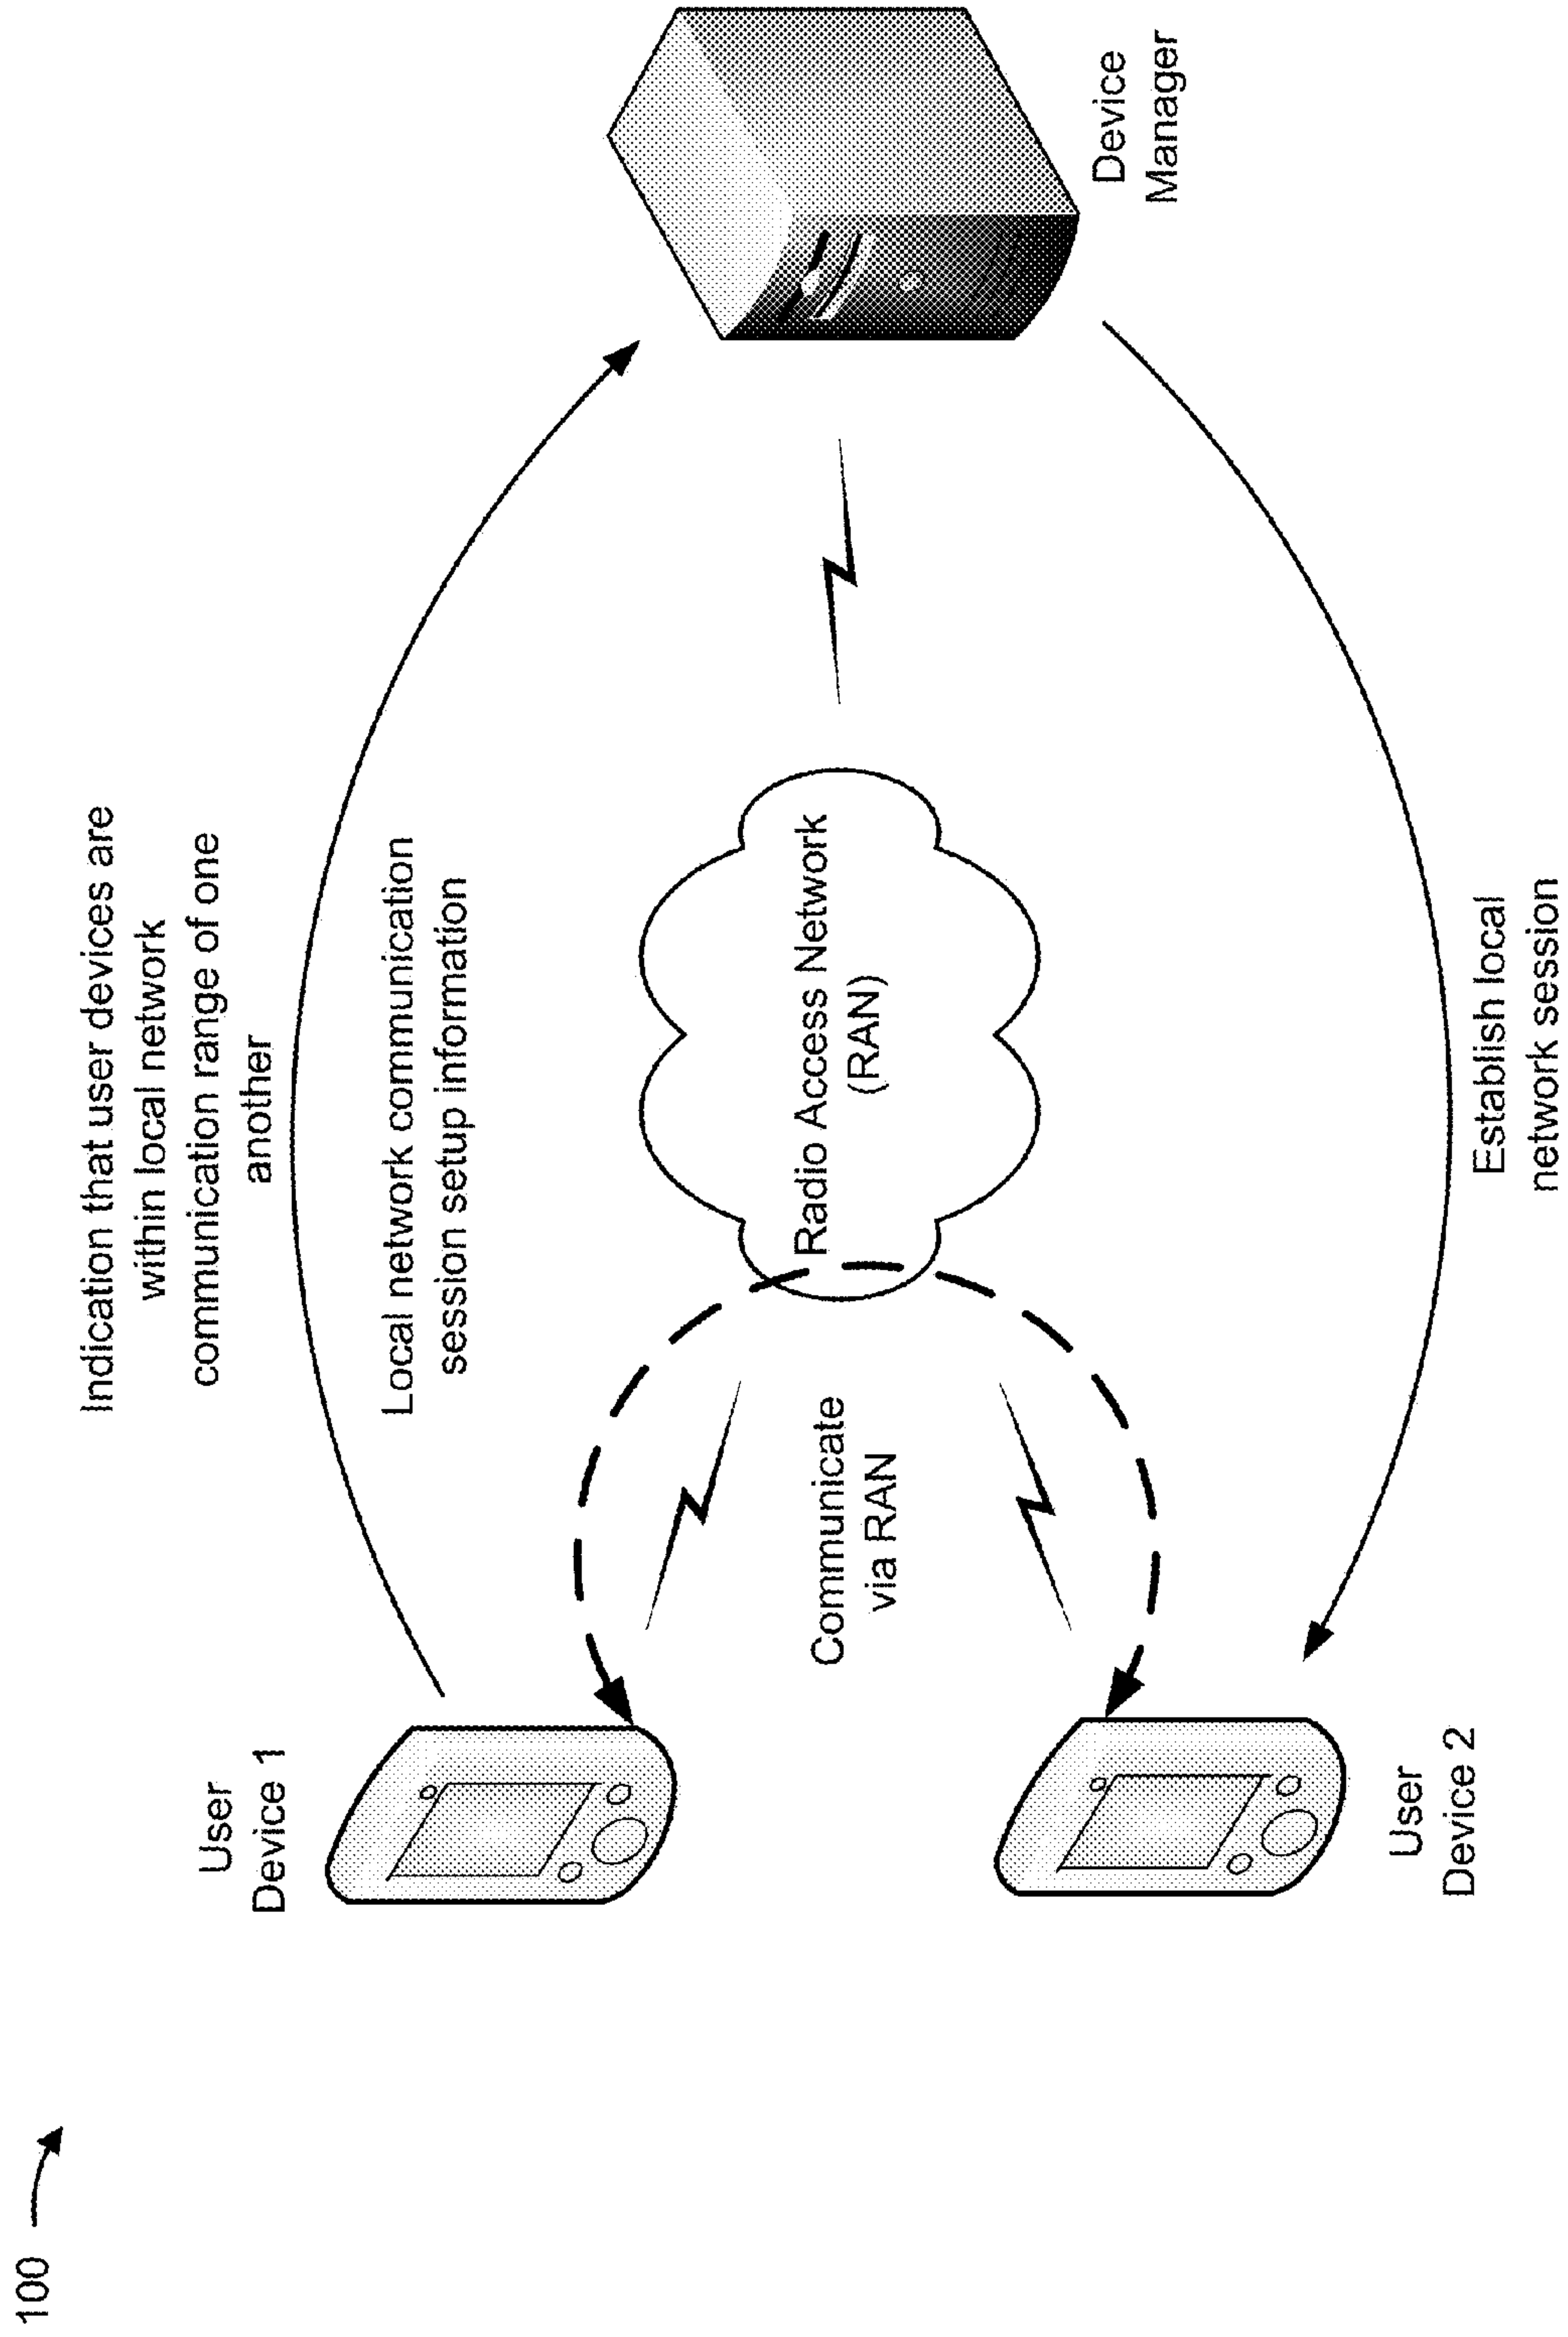 100
Indication that user devices are
within local network
communication range of one
another
Local network communication
session setup information
User
Device 1
Radio Access Network
(RAN)
Communicate
via RAN
Device
Manager
User
Device 2
Establish local
network session